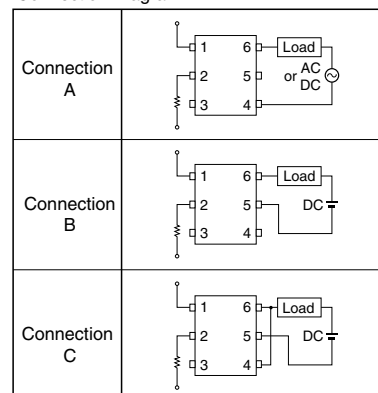 Connection
A
1 6 Load
2 5 or AC
DC
3 4
Connection
B
1 6 Load
2 5 DC
3 4
Connection
C
1 6 Load
2 5 DC
3 4